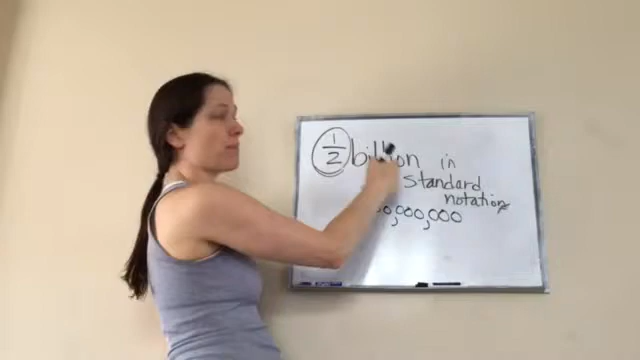 1/2 billion in
standard
notation
0,000,000